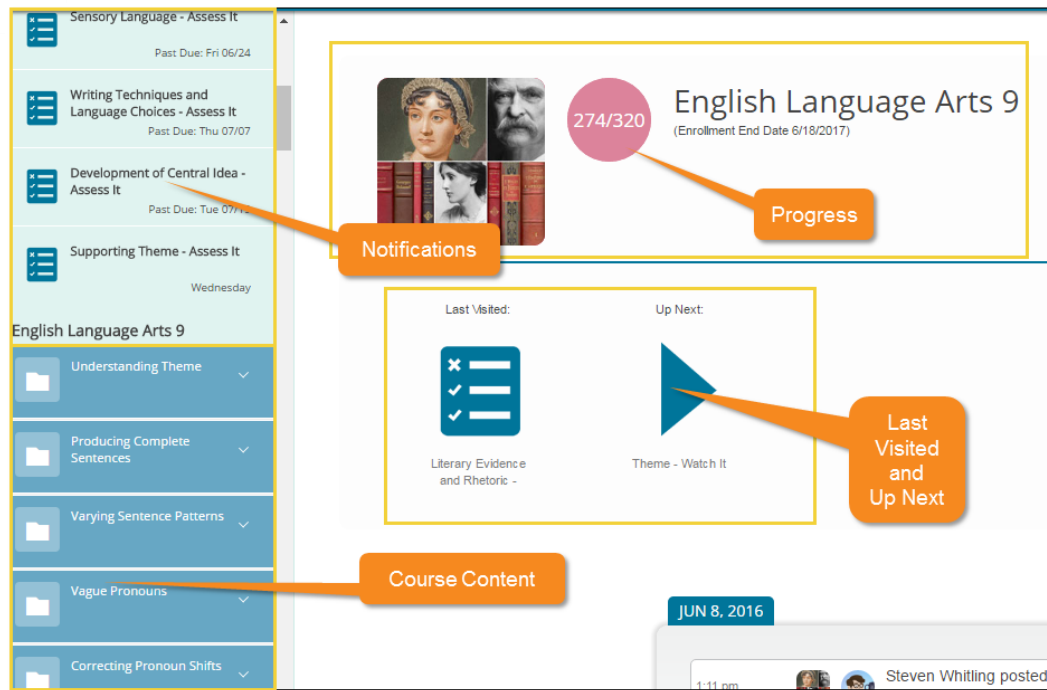 Sensory Language - Assess It
Past Due: Fri 06/24
Writing Techniques and
Language Choices - Assess It
Past Due: Thu 07/07
Development of Central Idea -
Assess It
Past Due: Tue
Supporting Theme - Assess It
Wednesday
English Language Arts 9
Understanding Theme
Producing Complete
Sentences
Varying Sentence Patterns
Vague Pronouns
Correcting Pronoun Shifts
274/320
English Language Arts 9
(Enrollment End Date 6/18/2017)
Progress
Notifications
Last Visited:
Up Next:
Literary Evidence
and Rhetoric -
Theme - Watch It
Last
Visited
and
Up Next
Course Content
JUN 8, 2016
Steven Whitling posted
1:11 pm